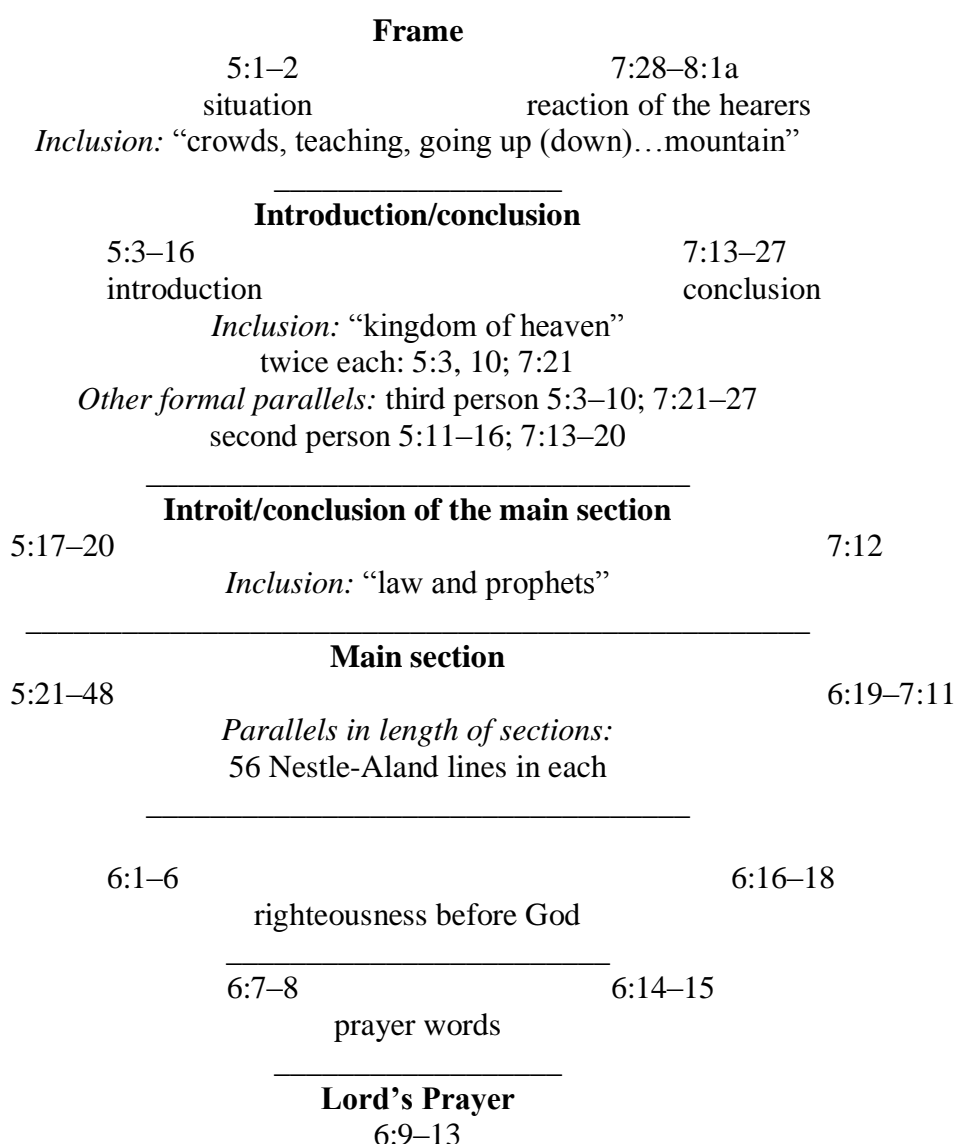 Frame
5:1–2 7:28–8:1a
situation reaction of the hearers
Inclusion: “crowds, teaching, going up (down)…mountain”
Introduction/conclusion
5:3–16 7:13–27
introduction conclusion
Inclusion: “kingdom of heaven”
twice each: 5:3, 10; 7:21
Other formal parallels: third person 5:3–10; 7:21–27
second person 5:11–16; 7:13–20
Introit/conclusion of the main section
5:17–20 7:12
Inclusion: “law and prophets”
Main section
5:21–48 6:19–7:11
Parallels in length of sections:
56 Nestle-Aland lines in each
6:1–6 6:16–18
righteousness before God
6:7–8 6:14–15
prayer words
Lord’s Prayer
6:9–13